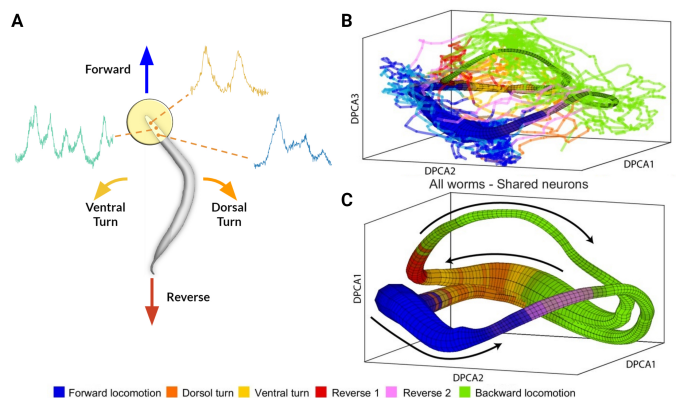 A
Forward
Ventral
Turn
Dorsal
Turn
Reverse
B
DPCA3
DPCA2
DPCA1
All worms - Shared neurons
C
DPCA1
DPCA2
DPCA1
Forward locomotion
Dorsol turn
Ventral turn
Reverse 1
Reverse 2
Backward locomotion